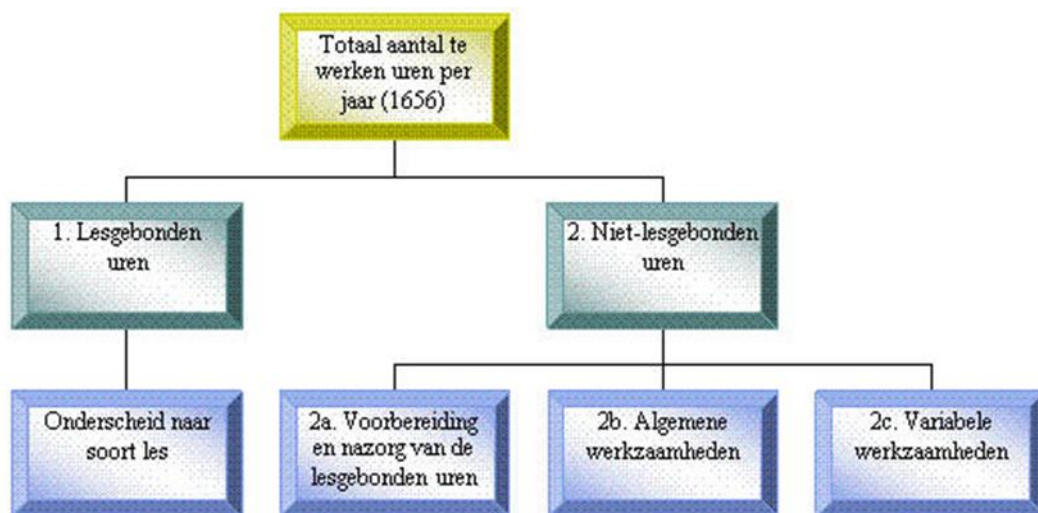 Totaal aantal te
werken uren per
jaar (1656)
1. Lesgebonden
uren
2. Niet-lesgebonden
uren
Onderscheid naar
soort les
2a. Voorbereiding
en nazorg van de
lesgebonden uren
2b. Algemene
werkzaamheden
2c. Variabele
werkzaamheden